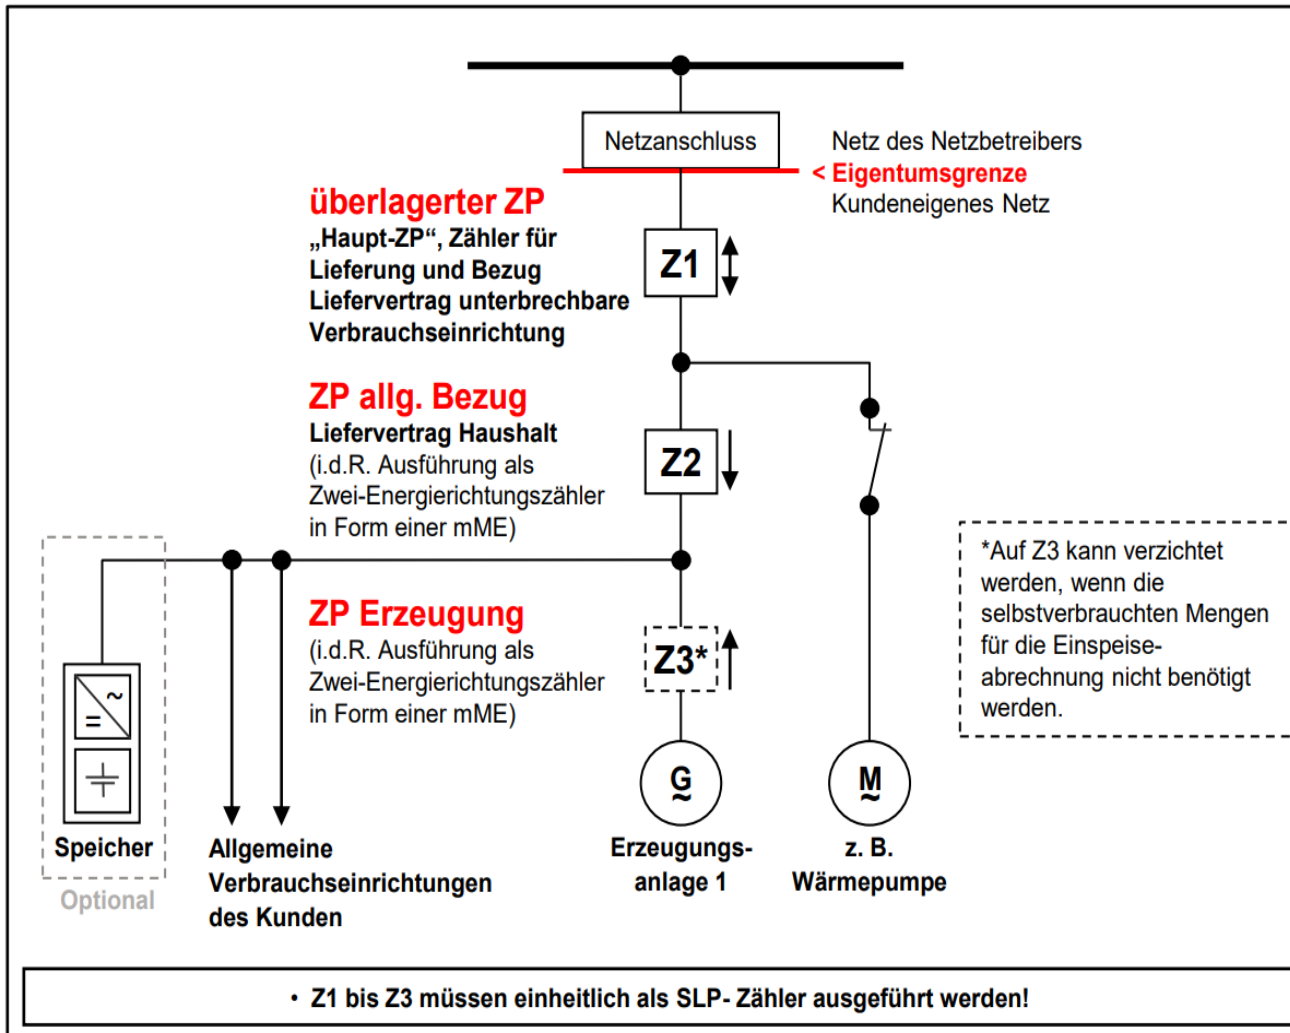 Netzanschluss
Netz des Netzbetreibers
< Eigentumsgrenze
Kundeneigenes Netz
überlagerter ZP
„Haupt-ZP“, Zähler für
Lieferung und Bezug
Liefervertrag unterbrechbare
Verbrauchseinrichtung
Z1
ZP allg. Bezug
Liefervertrag Haushalt
(i.d.R. Ausführung als
Zwei-Energierichtungszähler
in Form einer mME)
Z2
*Auf Z3 kann verzichtet
werden, wenn die
selbstverbrauchten Mengen
für die Einspeise-
abrechnung nicht benötigt
werden.
ZP Erzeugung
(i.d.R. Ausführung als
Zwei-Energierichtungszähler
in Form einer mME)
Z3*
~
=
G
~
M
~
Speicher
Optional
Allgemeine
Verbrauchseinrichtungen
des Kunden
Erzeugungs-
anlage 1
z. B.
Wärmepumpe
• Z1 bis Z3 müssen einheitlich als SLP- Zähler ausgeführt werden!